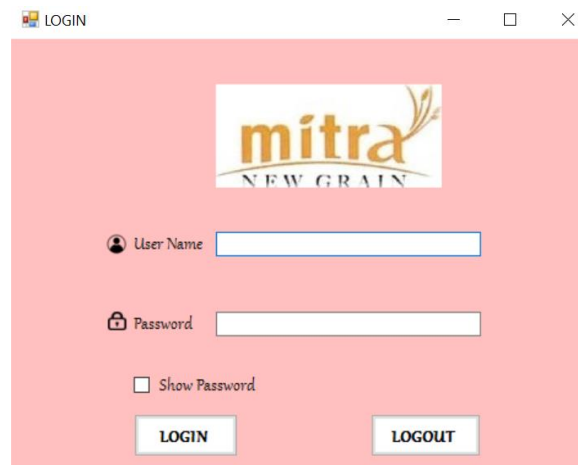 LOGIN
mitra
NEW GRAIN
User Name
Password
Show Password
LOGIN
LOGOUT